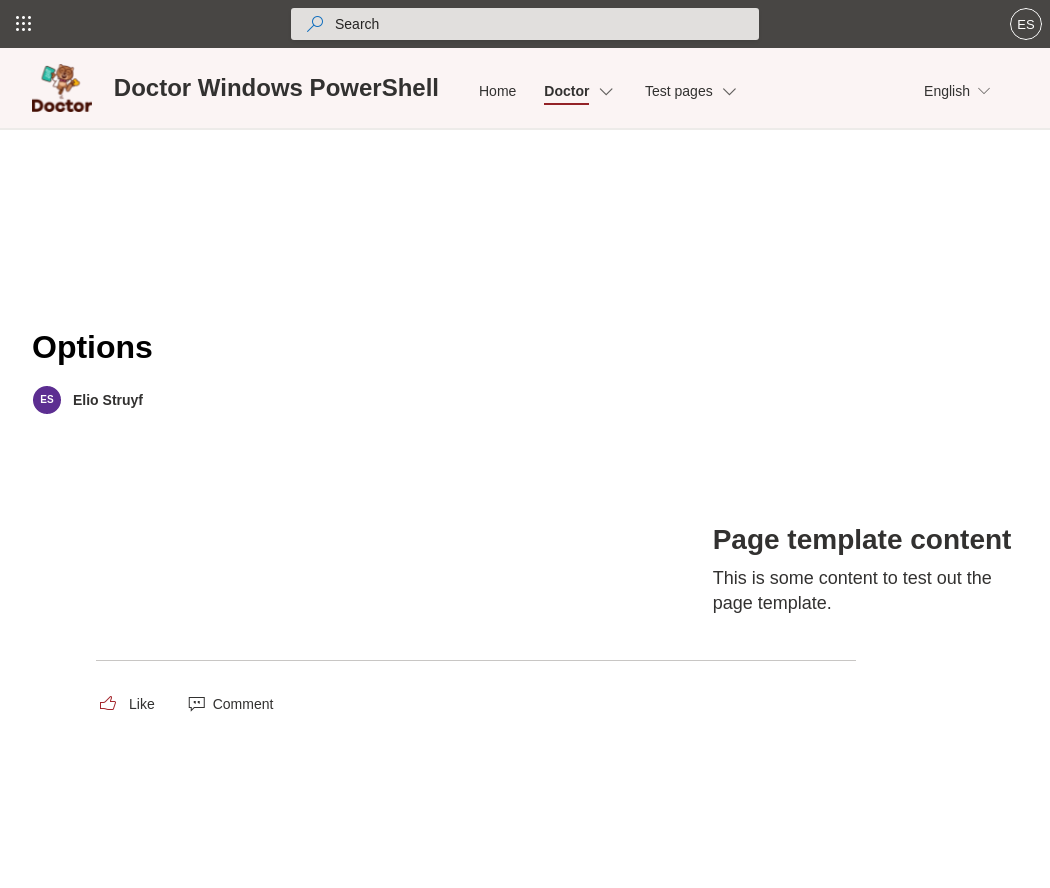 Search
ES
Doctor
Doctor Windows PowerShell
Home
Doctor
Test pages
English
Options
ES
Elio Struyf
Page template content
This is some content to test out the
page template.
Like
Comment